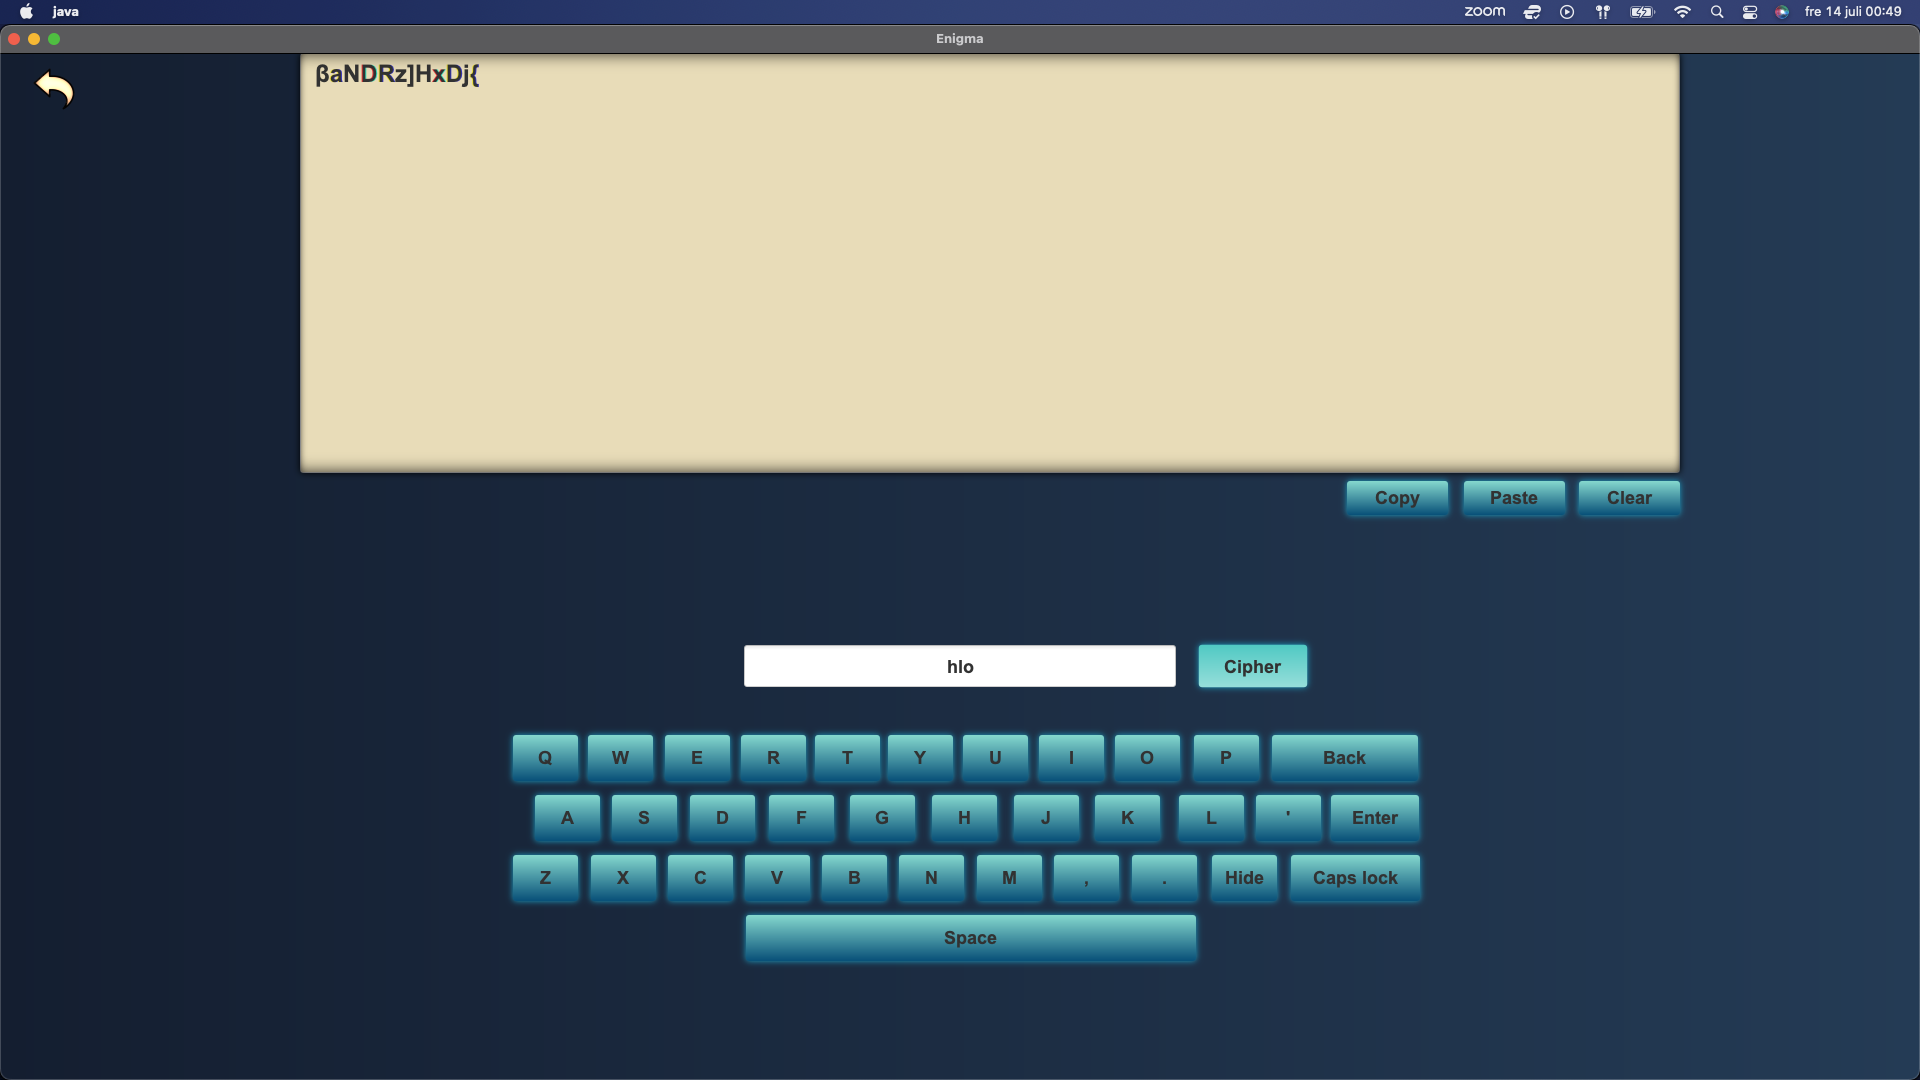 java
zoom
fre 14 juli 00:49
Enigma
βaNDRz]HxDj{
Copy Paste Clear
hlo
Cipher
Q W E R T Y U I O P Back
A S D F G H J K L ' Enter
Z X C V B N M , . Hide Caps lock
Space